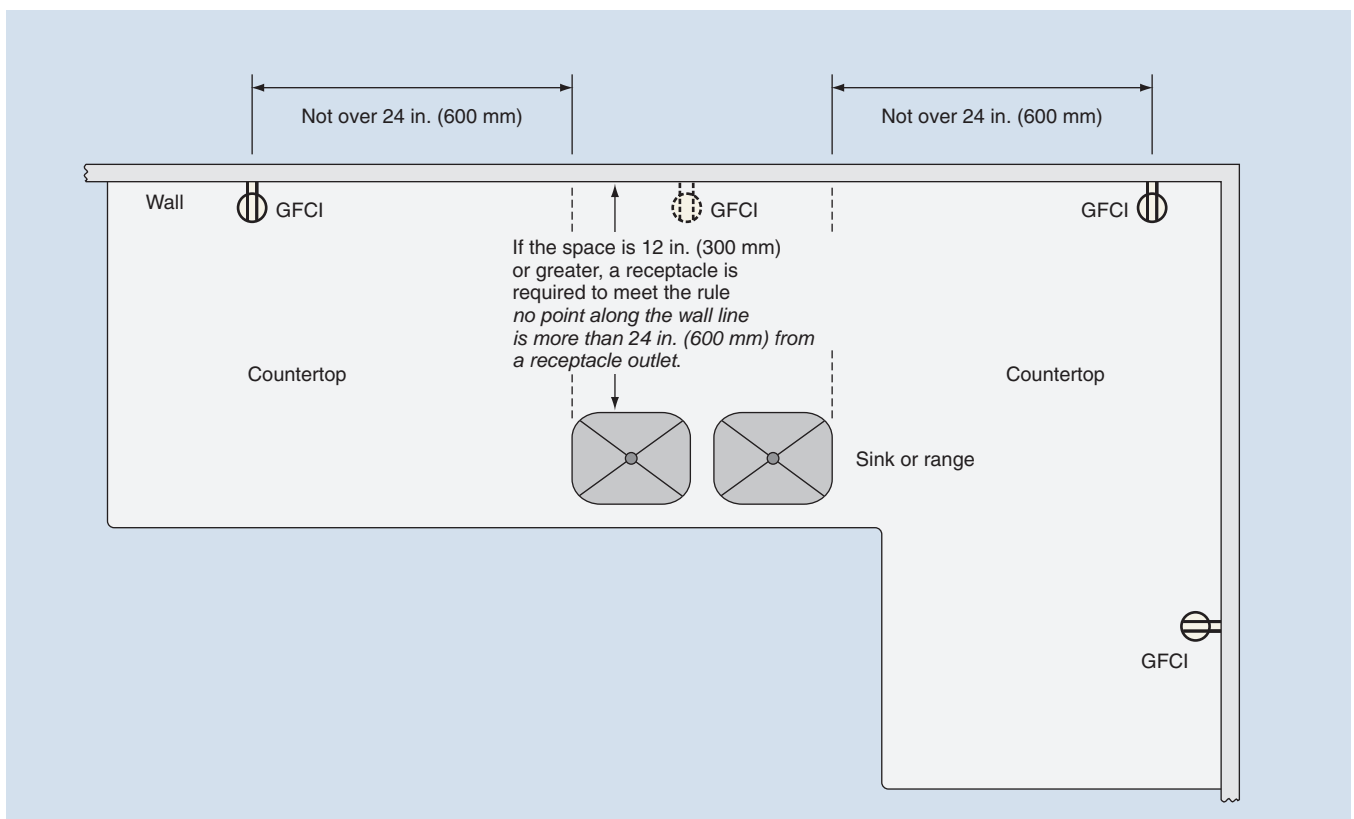 Not over 24 in. (600 mm)
Not over 24 in. (600 mm)
Wall
GFCI
GFCI
GFCI
If the space is 12 in. (300 mm)
or greater, a receptacle is
required to meet the rule
no point along the wall line
is more than 24 in. (600 mm) from
a receptacle outlet.
Countertop
Countertop
Sink or range
GFCI